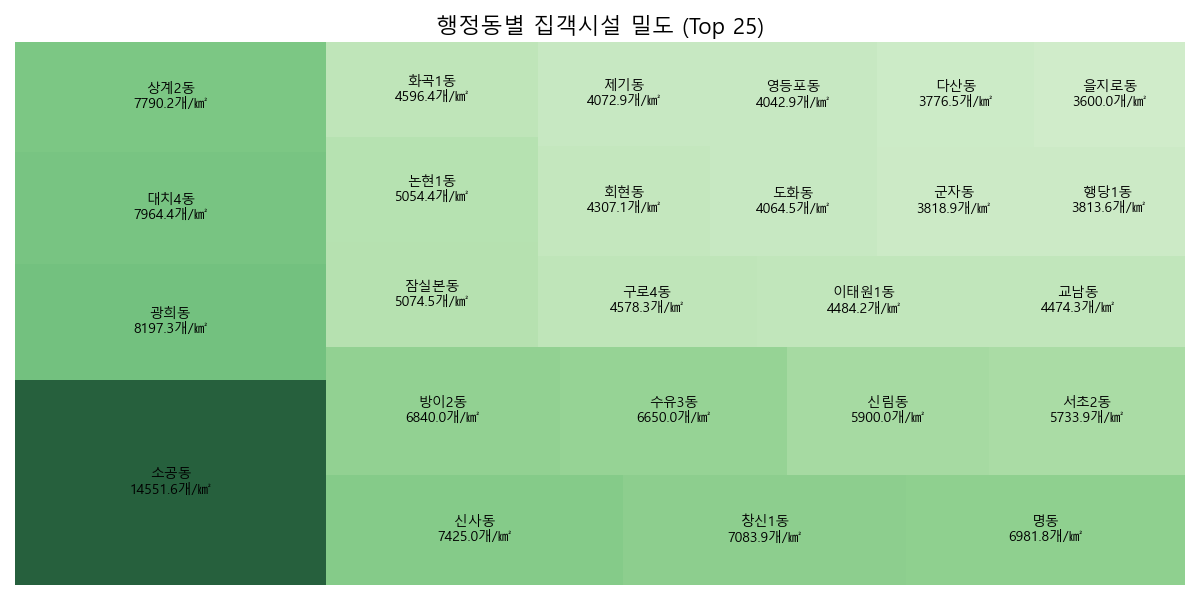 행정동별 집객시설 밀도 (Top 25)
상계2동
7790.2개/㎢
대치4동
7964.4개/㎢
광희동
8197.3개/㎢
소공동
14551.6개/㎢
화곡1동
4596.4개/㎢
논현1동
5054.4개/㎢
잠실본동
5074.5개/㎢
제기동
4072.9개/㎢
영등포동
4042.9개/㎢
다산동
3776.5개/㎢
을지로동
3600.0개/㎢
회현동
4307.1개/㎢
도화동
4064.5개/㎢
군자동
3818.9개/㎢
행당1동
3813.6개/㎢
구로4동
4578.3개/㎢
이태원1동
4484.2개/㎢
교남동
4474.3개/㎢
방이2동
6840.0개/㎢
수유3동
6650.0개/㎢
신림동
5900.0개/㎢
서초2동
5733.9개/㎢
신사동
7425.0개/㎢
창신1동
7083.9개/㎢
명동
6981.8개/㎢